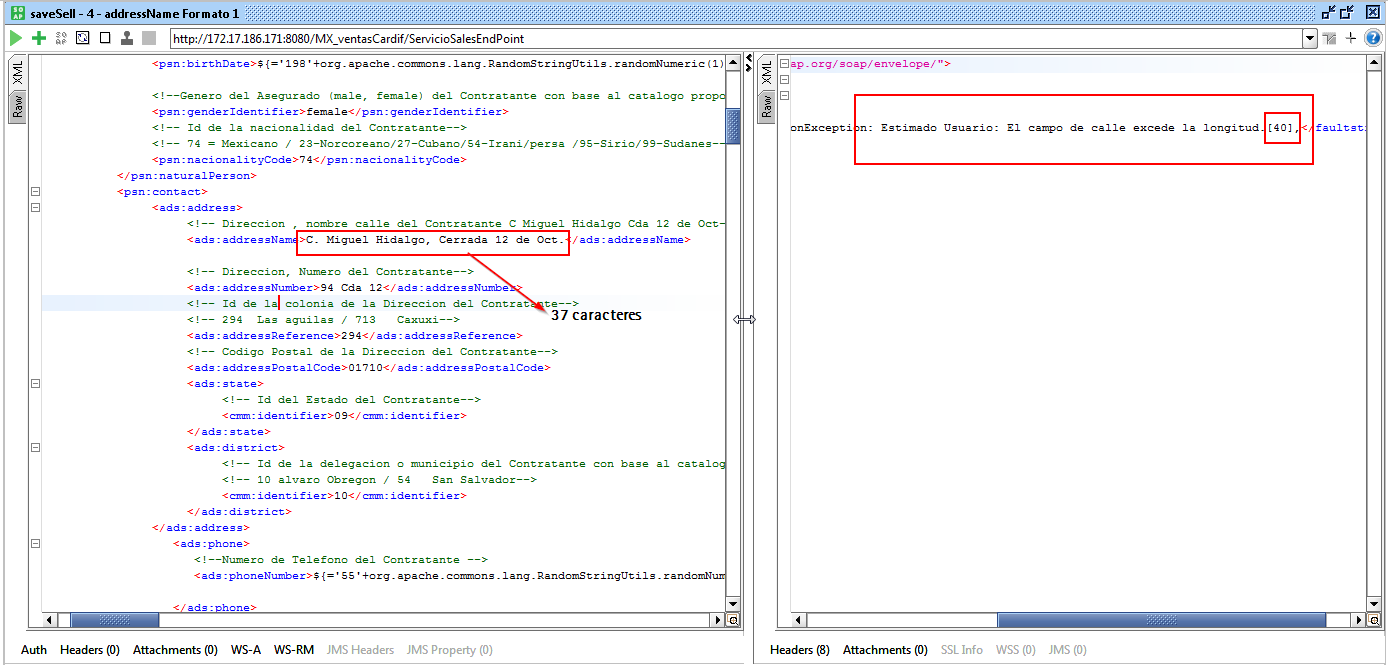 saveSell - 4 - addressName Formato 1
http://172.17.186.171:8080/MX_ventasCardif/ServicioSalesEndPoint
XML
Raw
<psn:birthDate>${='198'+org.apache.commons.lang.RandomStringUtils.randomNumeric(1)
<!--Genero del Asegurado (male, female) del Contratante con base al catalogo propo
<psn:genderIdentifier>female</psn:genderIdentifier>
<!-- Id de la nacionalidad del Contratante-->
<!-- 74 = Mexicano / 23-Norcoreano/27-Cubano/54-Irani/persa /95-Sirio/99-Sudanes--
<psn:nacionalityCode>74</psn:nacionalityCode>
</psn:naturalPerson>
<psn:contact>
<ads:address>
<!-- Direccion , nombre calle del Contratante C Miguel Hidalgo Cda 12 de Oct-
<ads:addressName>C. Miguel Hidalgo, Cerrada 12 de Oct.</ads:addressName>
<!-- Direccion, Numero del Contratante-->
<ads:addressNumber>94 Cda 12</ads:addressNumber>
<!-- Id de la colonia de la Direccion del Contratante-->
<!-- 294  Las aguilas / 713   Caxuxi-->
37 caracteres
<ads:addressReference>294</ads:addressReference>
<!-- Codigo Postal de la Direccion del Contratante-->
<ads:addressPostalCode>01710</ads:addressPostalCode>
<ads:state>
<!-- Id del Estado del Contratante-->
<cmm:identifier>09</cmm:identifier>
</ads:state>
<ads:district>
<!-- Id de la delegacion o municipio del Contratante con base al catalog
<!-- 10 alvaro Obregon / 54   San Salvador-->
<cmm:identifier>10</cmm:identifier>
</ads:district>
</ads:address>
<ads:phone>
<!--Numero de Telefono del Contratante -->
<ads:phoneNumber>${='55'+org.apache.commons.lang.RandomStringUtils.randomNum
</ads:phone>
Auth Headers (0) Attachments (0) WS-A WS-RM JMS Headers JMS Property (0)
XML
Raw
ap.org/soap/envelope/">
onException: Estimado Usuario: El campo de calle excede la longitud.[40],</faultst
Headers (8) Attachments (0) SSL Info WSS (0) JMS (0)